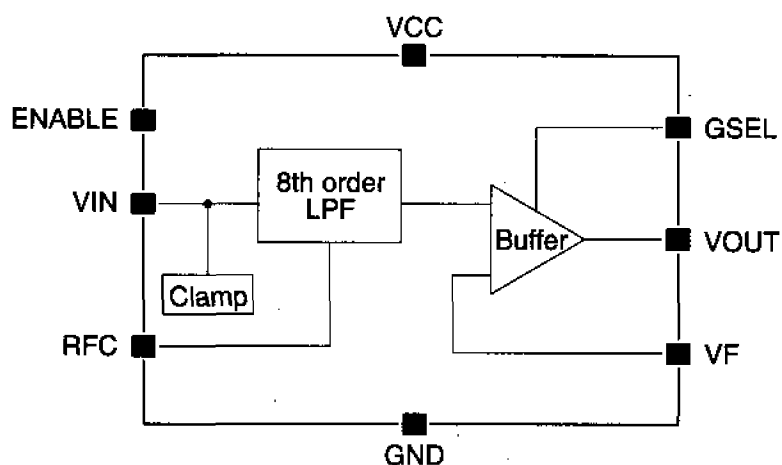 VCC
ENABLE
GSEL
VIN
8th order
LPF
Buffer
VOUT
Clamp
RFC
VF
GND